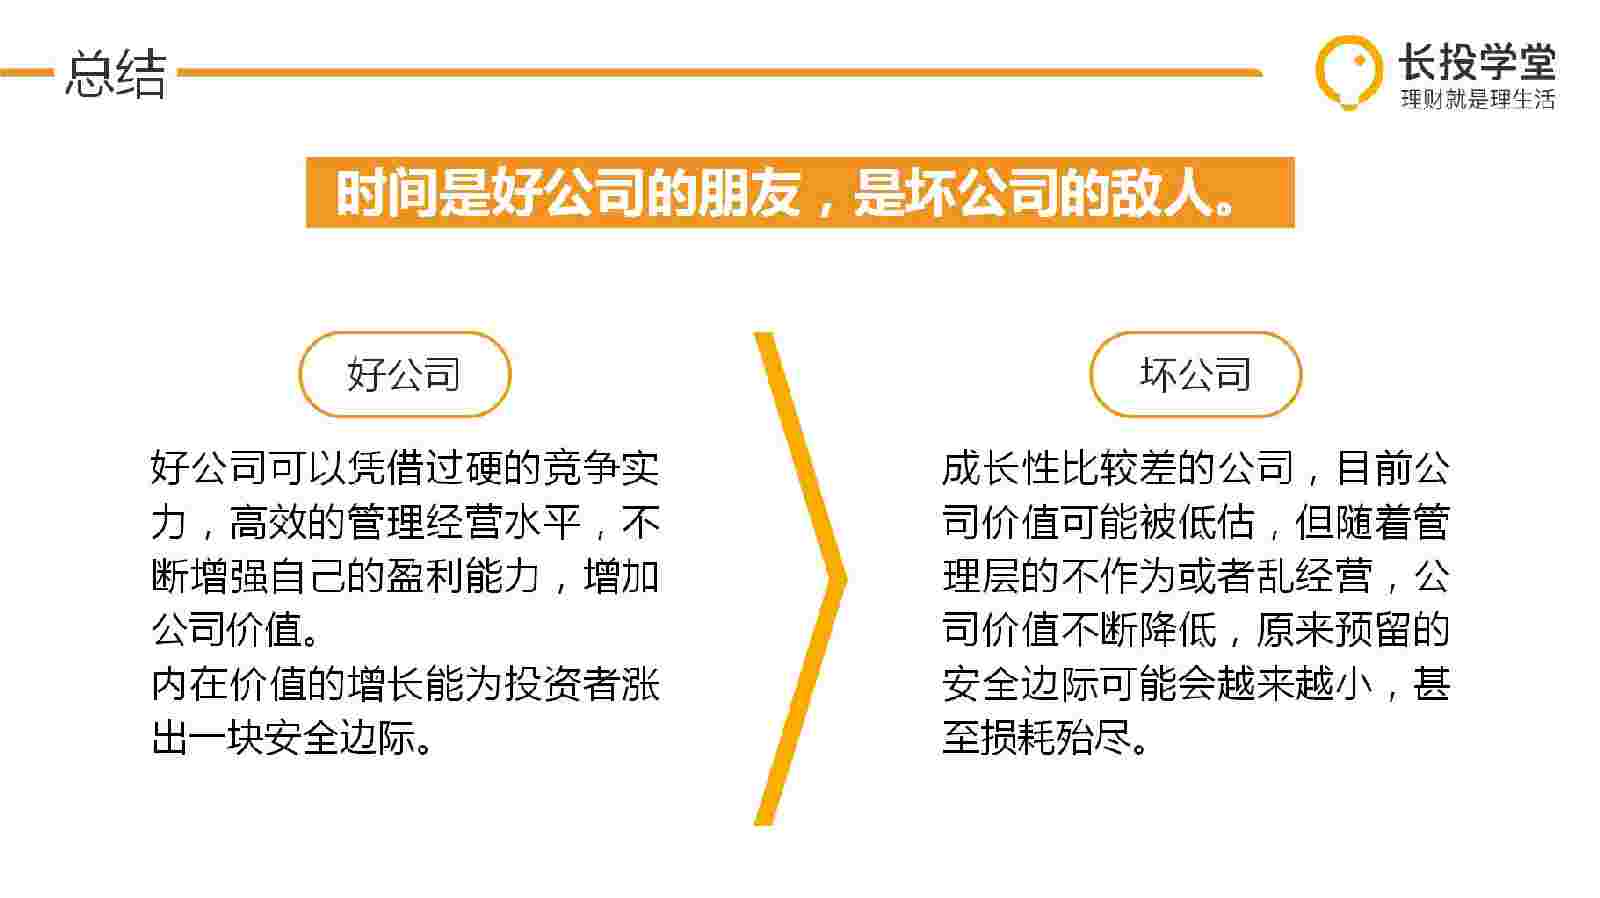 总结
长投学堂
理财就是理生活
时间是好公司的朋友，是坏公司的敌人。
好公司
好公司可以凭借过硬的竞争实
力，高效的管理经营水平，不
断增强自己的盈利能力，增加
公司价值。
内在价值的增长能为投资者涨
出一块安全边际。
坏公司
成长性比较差的公司，目前公
司价值可能被低估，但随着管
理层的不作为或者乱经营，公
司价值不断降低，原来预留的
安全边际可能会越来越小，甚
至损耗殆尽。